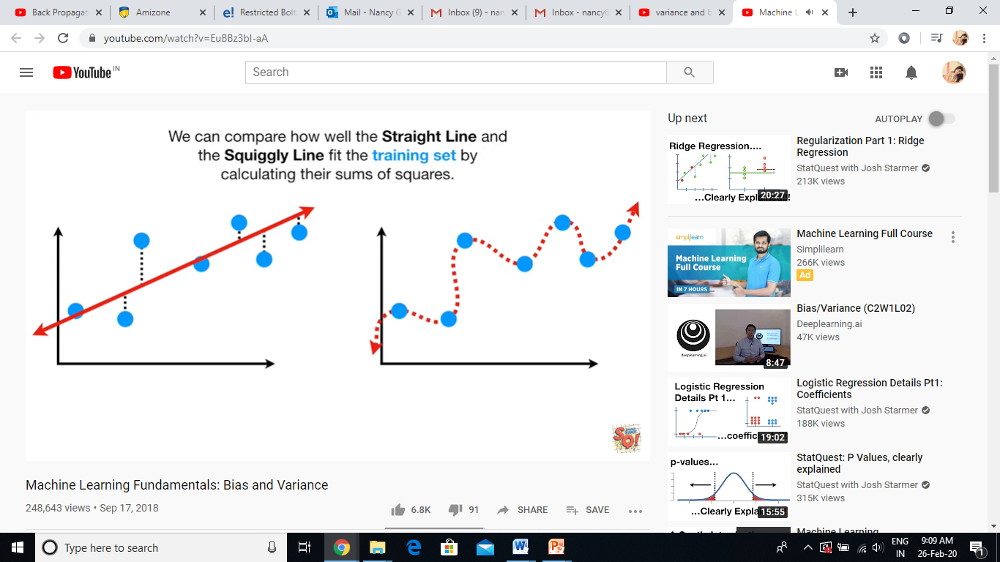 Back Propagat
Amizone
Restricted Bolt
Mail - Nancy G
Inbox (9) - nan
Inbox - nancy6
variance and b
Machine L
youtube.com/watch?v=EuBBz3bI-aA
YouTube IN
Search
We can compare how well the Straight Line and
the Squiggly Line fit the training set by
calculating their sums of squares.
Machine Learning Fundamentals: Bias and Variance
248,643 views • Sep 17, 2018
6.8K
91
SHARE
SAVE
Up next
AUTOPLAY
Ridge Regression....
...Clearly Expl
20:27
Regularization Part 1: Ridge
Regression
StatQuest with Josh Starmer
213K views
simplilearn
Machine Learning
Full Course
IN 7 HOURS
Machine Learning Full Course
Simplilearn
266K views
Ad
deeplearning.ai
8:47
Bias/Variance (C2W1L02)
Deeplearning.ai
47K views
Logistic Regression
Details Pt 1...
...coeffici
19:02
Logistic Regression Details Pt1:
Coefficients
StatQuest with Josh Starmer
188K views
p-values...
...Clearly Expla
15:55
StatQuest: P Values, clearly
explained
StatQuest with Josh Starmer
315K views
Machine Learning
Type here to search
ENG
IN
9:09 AM
26-Feb-20
1